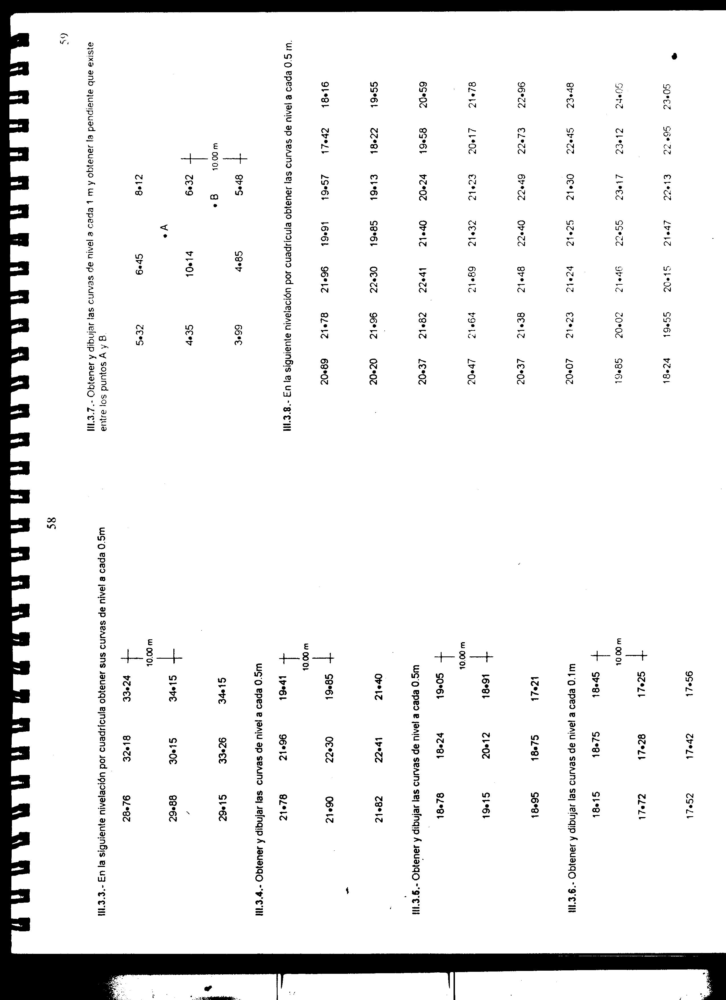 58
III.3.3.- En la siguiente nivelación por cuadrícula obtener sus curvas de nivel a cada 0.5m
28•76 32•18 33•24
10.00 m
29•88 30•15 34•15
29•15 33•26 34•15
III.3.4.- Obtener y dibujar las curvas de nivel a cada 0.5m
21•78 21•96 19•41
10.00 m
21•90 22•30 19•85
21•82 22•41 21•40
III.3.5.- Obtener y dibujar las curvas de nivel a cada 0.5m
18•78 18•24 19•05
10.00 m
19•15 20•12 18•91
18•95 18•75 17•21
III.3.6.- Obtener y dibujar las curvas de nivel a cada 0.1m
18•15 18•75 18•45
10 00 m
17•72 17•28 17•25
17•52 17•42 17•56
59
III.3.7.- Obtener y dibujar las curvas de nivel a cada 1 m y obtener la pendiente que existe
entre los puntos A y B.
5•32 6•45 8•12
• A
4•35 10•14 6•32
• B 10.00 m
3•99 4•85 5•48
III.3.8.- En la siguiente nivelación por cuadrícula obtener las curvas de nivel a cada 0.5 m.
20•89 21•78 21•96 19•91 19•57 17•42 18•16
20•20 21•96 22•30 19•85 19•13 18•22 19•55
20•37 21•82 22•41 21•40 20•24 19•58 20•59
20•47 21•64 21•89 21•32 21•23 20•17 21•78
20•37 21•38 21•48 22•40 22•49 22•73 22•96
20•07 21•23 21•24 21•25 21•30 22•45 23•48
19•85 20•02 21•46 22•55 23•17 23•12 24•05
18•24 19•55 20•15 21•47 22•13 22•95 23•05